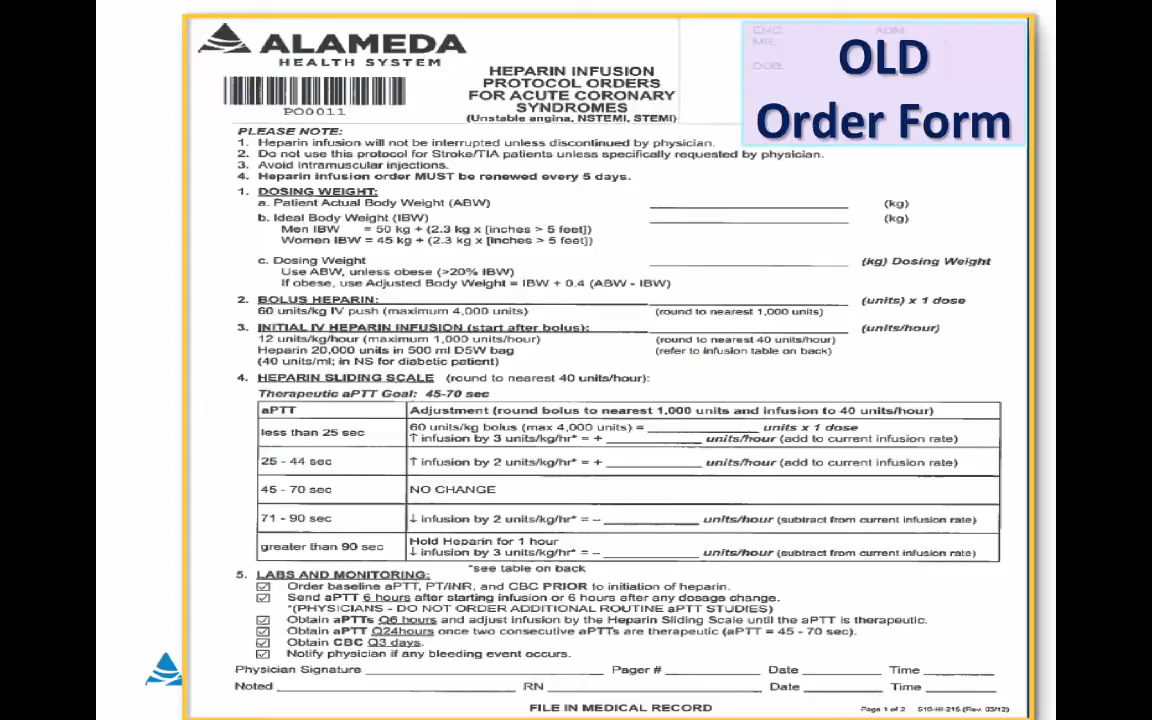 ALAMEDA
HEALTH SYSTEM
PO0011
HEPARIN INFUSION
PROTOCOL ORDERS
FOR ACUTE CORONARY
SYNDROMES
(Unstable angina, NSTEMI, STEMI)
ENC. ADM.
MR.
DOB.
OLD
Order Form
PLEASE NOTE:
1. Heparin infusion will not be interrupted unless discontinued by physician.
2. Do not use this protocol for Stroke/TIA patients unless specifically requested by physician.
3. Avoid intramuscular injections.
4. Heparin infusion order MUST be renewed every 5 days.
1. DOSING WEIGHT:
a. Patient Actual Body Weight (ABW) (kg)
b. Ideal Body Weight (IBW) (kg)
Men IBW = 50 kg + (2.3 kg x [inches > 5 feet])
Women IBW = 45 kg + (2.3 kg x [inches > 5 feet])
c. Dosing Weight (kg) Dosing Weight
Use ABW, unless obese (>20% IBW)
If obese, use Adjusted Body Weight = IBW + 0.4 (ABW - IBW)
2. BOLUS HEPARIN: (units) x 1 dose
60 units/kg IV push (maximum 4,000 units) (round to nearest 1,000 units)
3. INITIAL IV HEPARIN INFUSION (start after bolus): (units/hour)
12 units/kg/hour (maximum 1,000 units/hour) (round to nearest 40 units/hour)
Heparin 20,000 units in 500 ml D5W bag (refer to infusion table on back)
(40 units/ml; in NS for diabetic patient)
4. HEPARIN SLIDING SCALE (round to nearest 40 units/hour):
Therapeutic aPTT Goal: 45-70 sec
aPTT Adjustment (round bolus to nearest 1,000 units and infusion to 40 units/hour)
less than 25 sec 60 units/kg bolus (max 4,000 units) = units x 1 dose
↑ infusion by 3 units/kg/hr* = + units/hour (add to current infusion rate)
25 - 44 sec ↑ infusion by 2 units/kg/hr* = + units/hour (add to current infusion rate)
45 - 70 sec NO CHANGE
71 - 90 sec ↓ infusion by 2 units/kg/hr* = – units/hour (subtract from current infusion rate)
greater than 90 sec Hold Heparin for 1 hour
↓ infusion by 3 units/kg/hr* = – units/hour (subtract from current infusion rate)
*see table on back
5. LABS AND MONITORING:
Order baseline aPTT, PT/INR, and CBC PRIOR to initiation of heparin.
Send aPTT 6 hours after starting infusion or 6 hours after any dosage change.
*(PHYSICIANS - DO NOT ORDER ADDITIONAL ROUTINE aPTT STUDIES)
Obtain aPTTs Q6 hours and adjust infusion by the Heparin Sliding Scale until the aPTT is therapeutic.
Obtain aPTT Q24hours once two consecutive aPTTs are therapeutic (aPTT = 45 - 70 sec).
Obtain CBC Q3 days.
Notify physician if any bleeding event occurs.
Physician Signature Pager # Date Time
Noted RN Date Time
FILE IN MEDICAL RECORD
Page 1 of 2 510-HI-216 (Rev. 03/12)